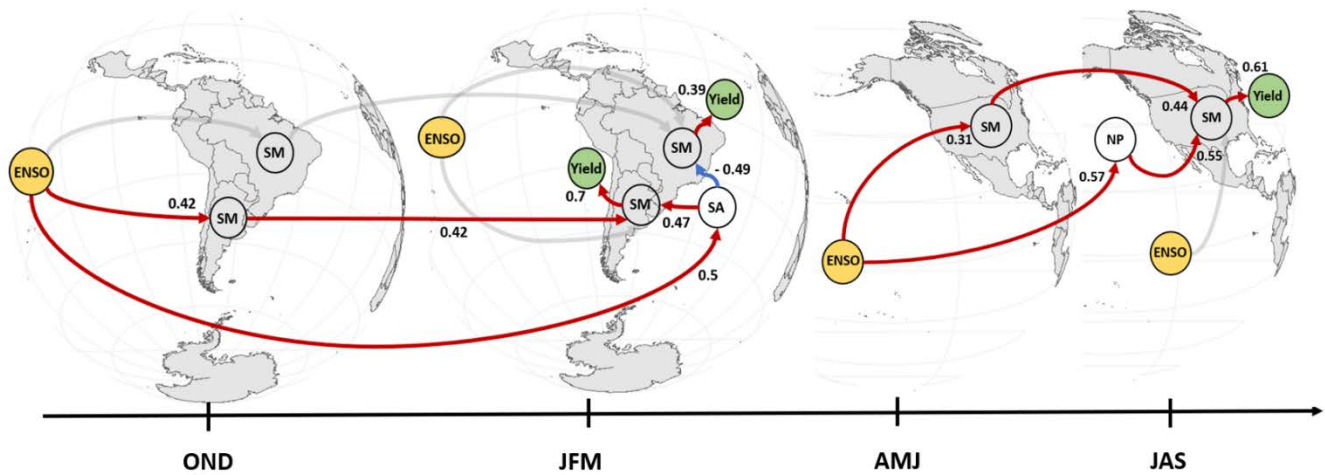 ENSO
SM
0.42
SM
0.42
ENSO
0.39
Yield
SM
- 0.49
Yield
0.7
SM
0.47
SA
0.5
ENSO
0.31
SM
NP
0.57
0.44
SM
0.55
0.61
Yield
ENSO
OND
JFM
AMJ
JAS